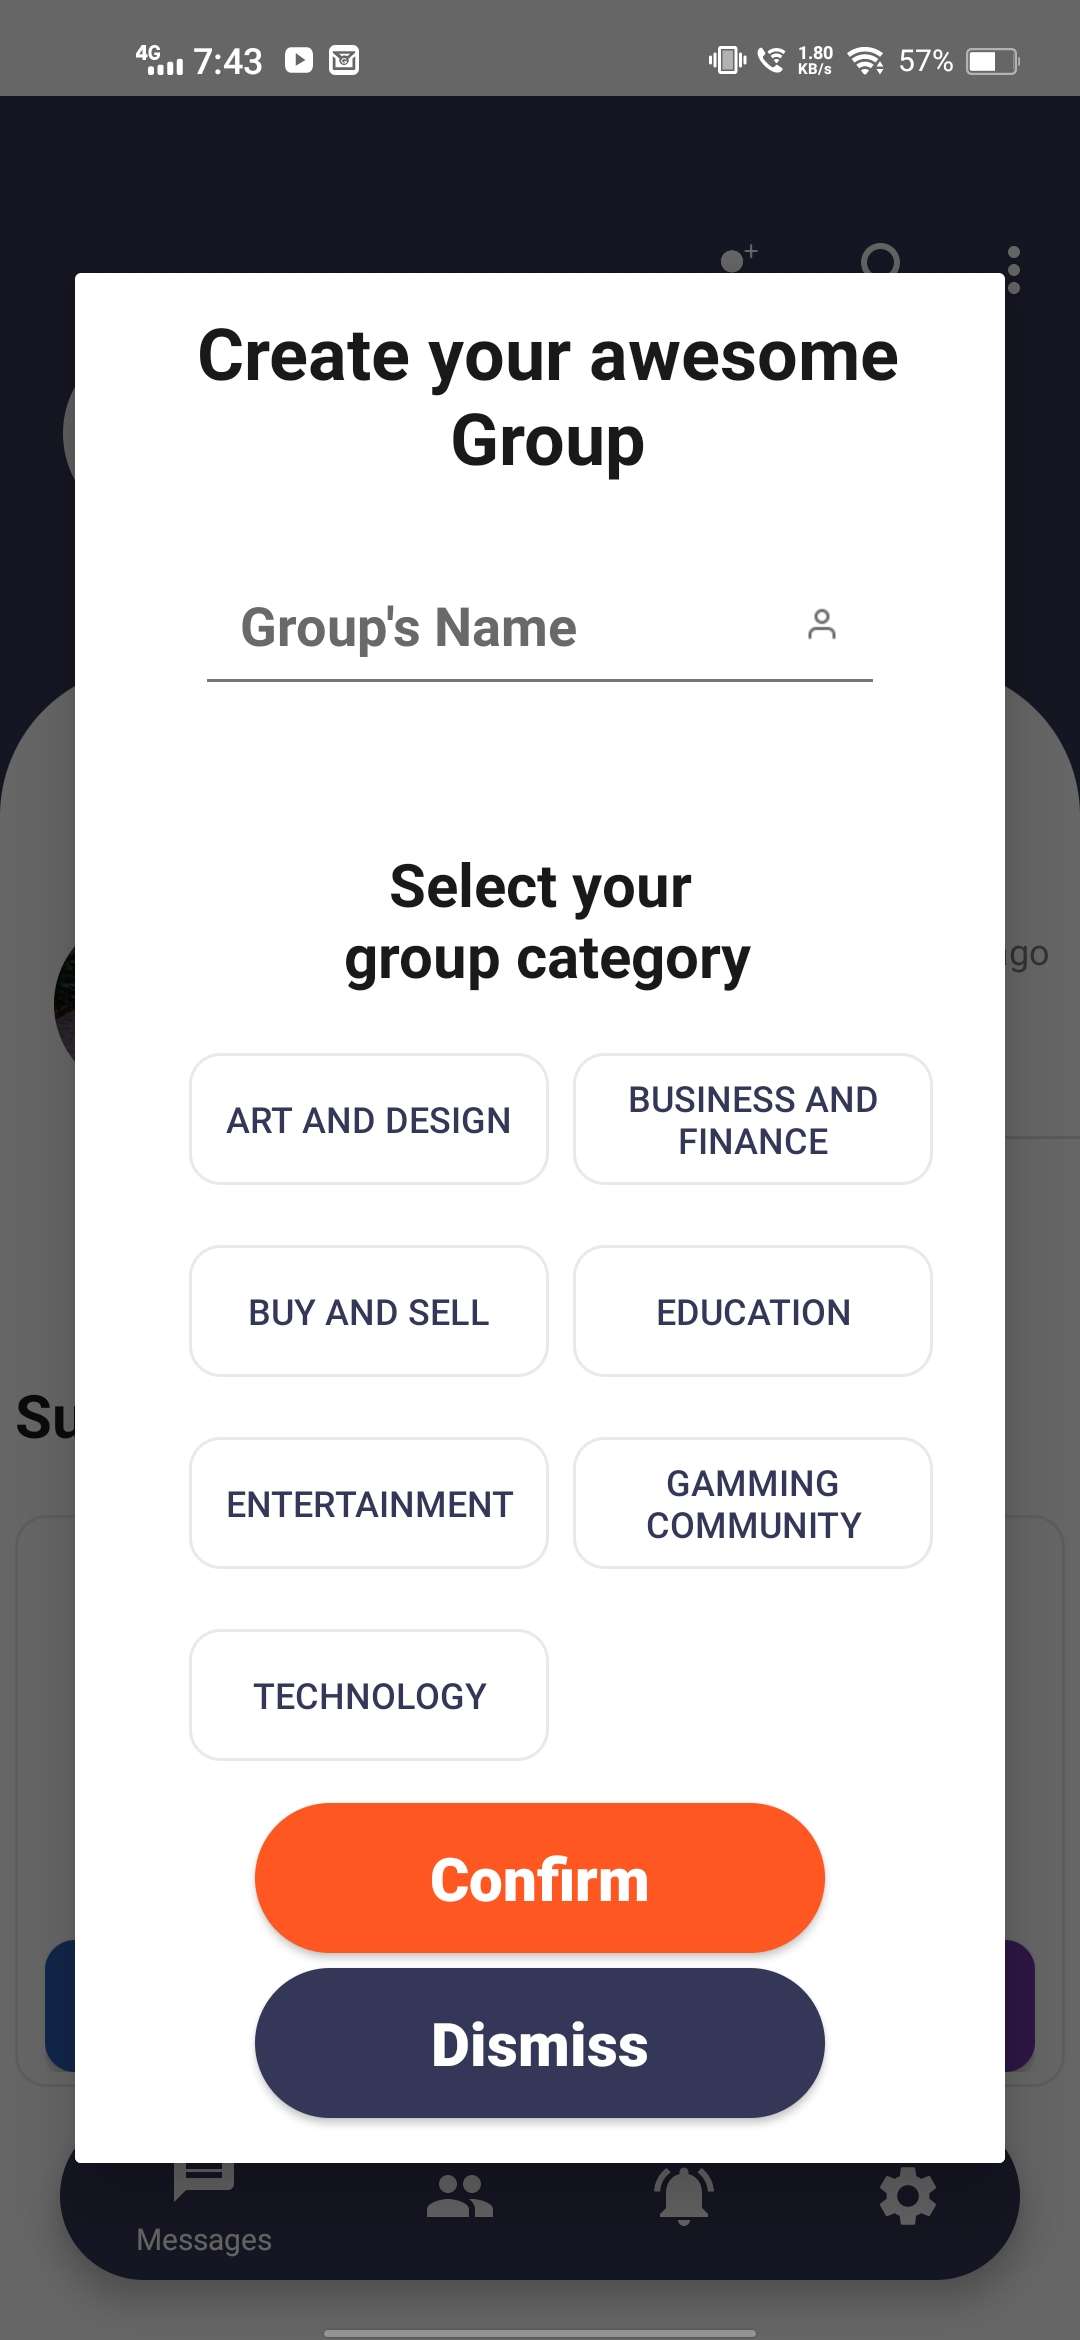 4G 7:43 1.80 KB/s 57%
Create your awesome
Group
Group's Name
Select your
group category
go
ART AND DESIGN
BUSINESS AND
FINANCE
BUY AND SELL
EDUCATION
Su
ENTERTAINMENT
GAMMING
COMMUNITY
TECHNOLOGY
Confirm
Dismiss
Messages